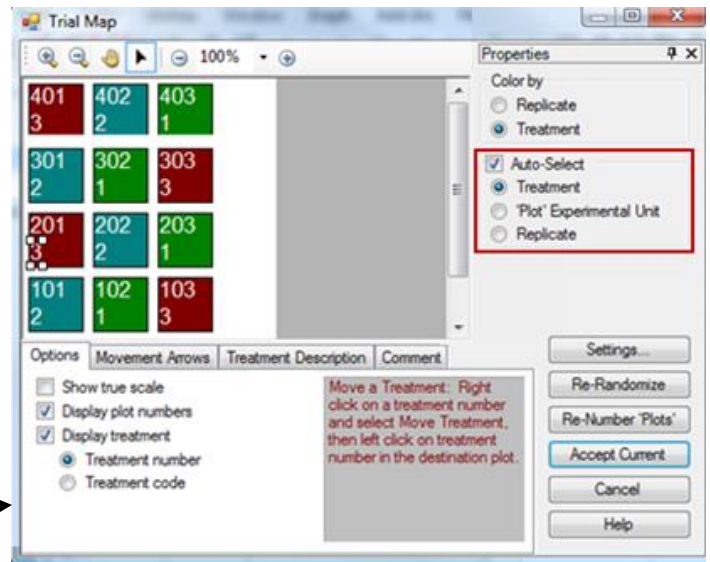 Trial Map
100%
401 402 403
3 2 1
301 302 303
2 1 3
201 202 203
3 2 1
101 102 103
2 1 3
Properties
Color by
Replicate
Treatment
Auto-Select
Treatment
'Plot' Experimental Unit
Replicate
Options Movement Arrows Treatment Description Comment
Show true scale
Display plot numbers
Display treatment
Treatment number
Treatment code
Move a Treatment: Right
click on a treatment number
and select Move Treatment,
then left click on treatment
number in the destination plot.
Settings...
Re-Randomize
Re-Number 'Plots'
Accept Current
Cancel
Help